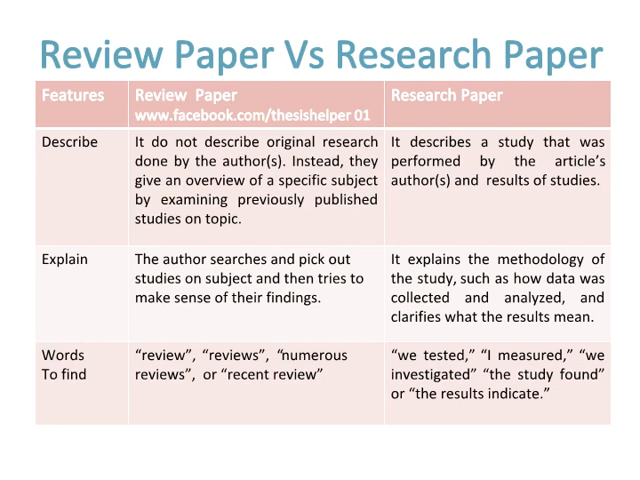 Review Paper Vs Research Paper
Features
Review Paper
www.facebook.com/thesishelper 01
Research Paper
Describe
It do not describe original research
done by the author(s). Instead, they
give an overview of a specific subject
by examining previously published
studies on topic.
It describes a study that was
performed by the article's
author(s) and results of studies.
Explain
The author searches and pick out
studies on subject and then tries to
make sense of their findings.
It explains the methodology of
the study, such as how data was
collected and analyzed, and
clarifies what the results mean.
Words
To find
“review”, “reviews”, “numerous
reviews”, or “recent review”
“we tested,” “I measured,” “we
investigated” “the study found”
or “the results indicate.”